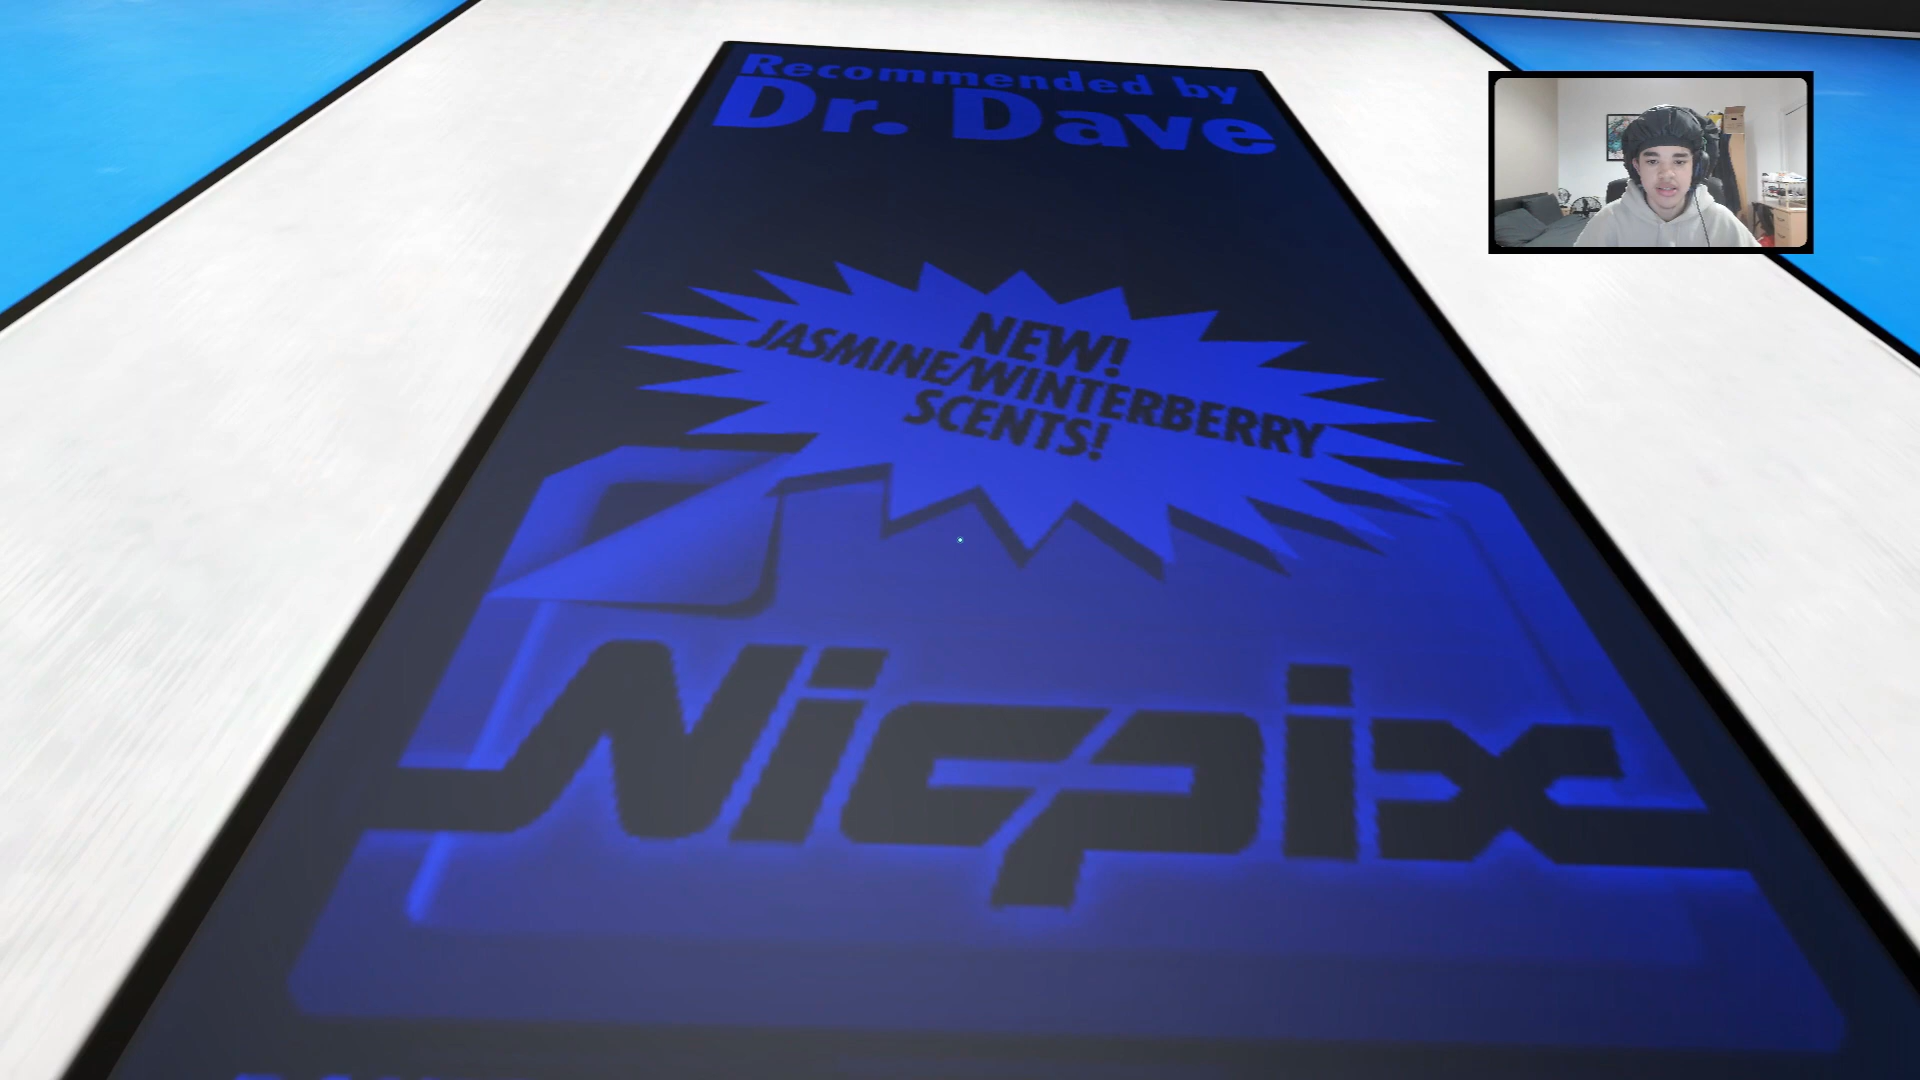 Recommended by
Dr. Dave
NEW!
JASMINE/WINTERBERRY
SCENTS!
Nicpix